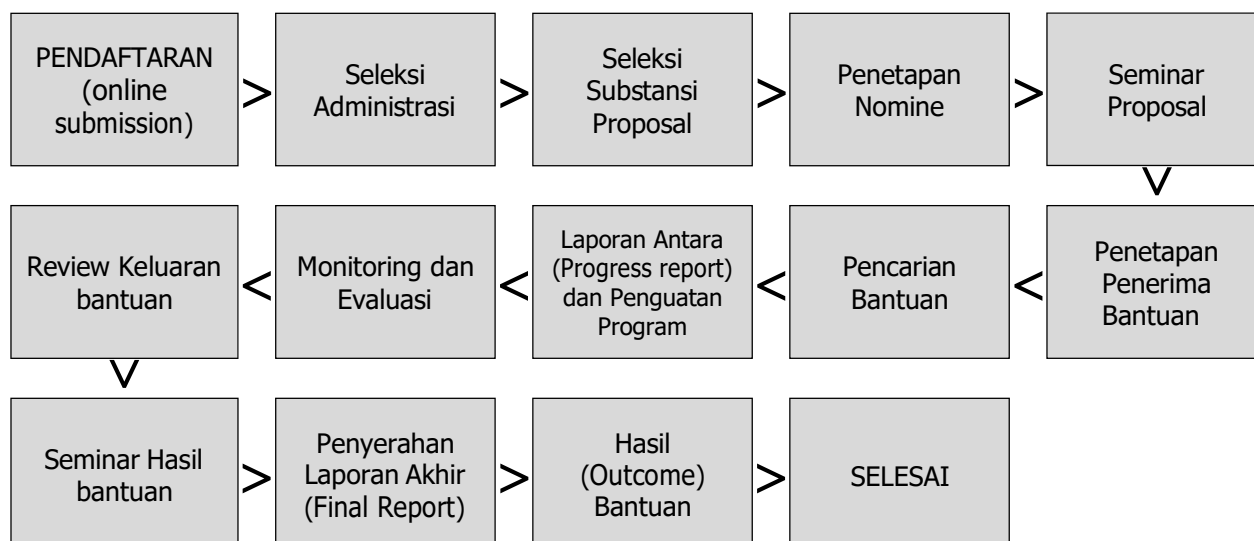 PENDAFTARAN
(online
submission)
>
Seleksi
Administrasi
>
Seleksi
Substansi
Proposal
>
Penetapan
Nomine
>
Seminar
Proposal
>
Penetapan
Penerima
Bantuan
<
Pencarian
Bantuan
<
Laporan Antara
(Progress report)
dan Penguatan
Program
<
Monitoring dan
Evaluasi
<
Review Keluaran
bantuan
>
Seminar Hasil
bantuan
>
Penyerahan
Laporan Akhir
(Final Report)
>
Hasil
(Outcome)
Bantuan
>
SELESAI